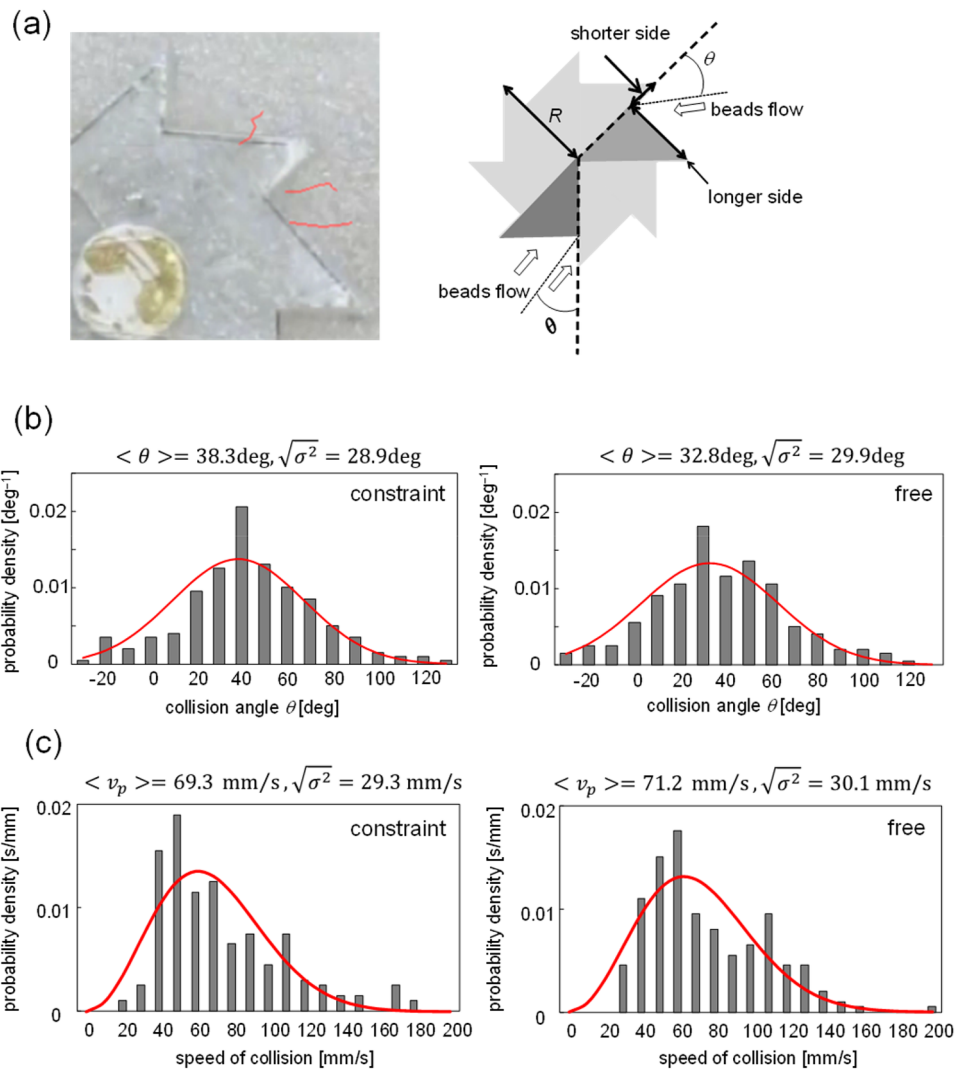 (a)
shorter side
θ
R
beads flow
longer side
beads flow
θ
(b)
< θ >= 38.3deg, √σ² = 28.9deg
constraint
probability density [deg⁻¹]
0.02
0.01
0
-20 0 20 40 60 80 100 120
collision angle θ [deg]
< θ >= 32.8deg, √σ² = 29.9deg
free
probability density [deg⁻¹]
0.02
0.01
0
-20 0 20 40 60 80 100 120
collision angle θ [deg]
(c)
< vₚ >= 69.3 mm/s, √σ² = 29.3 mm/s
constraint
probability density [s/mm]
0.02
0.01
0
0 20 40 60 80 100 120 140 160 180 200
speed of collision [mm/s]
< vₚ >= 71.2 mm/s, √σ² = 30.1 mm/s
free
probability density [s/mm]
0.02
0.01
0
0 20 40 60 80 100 120 140 160 180 200
speed of collision [mm/s]